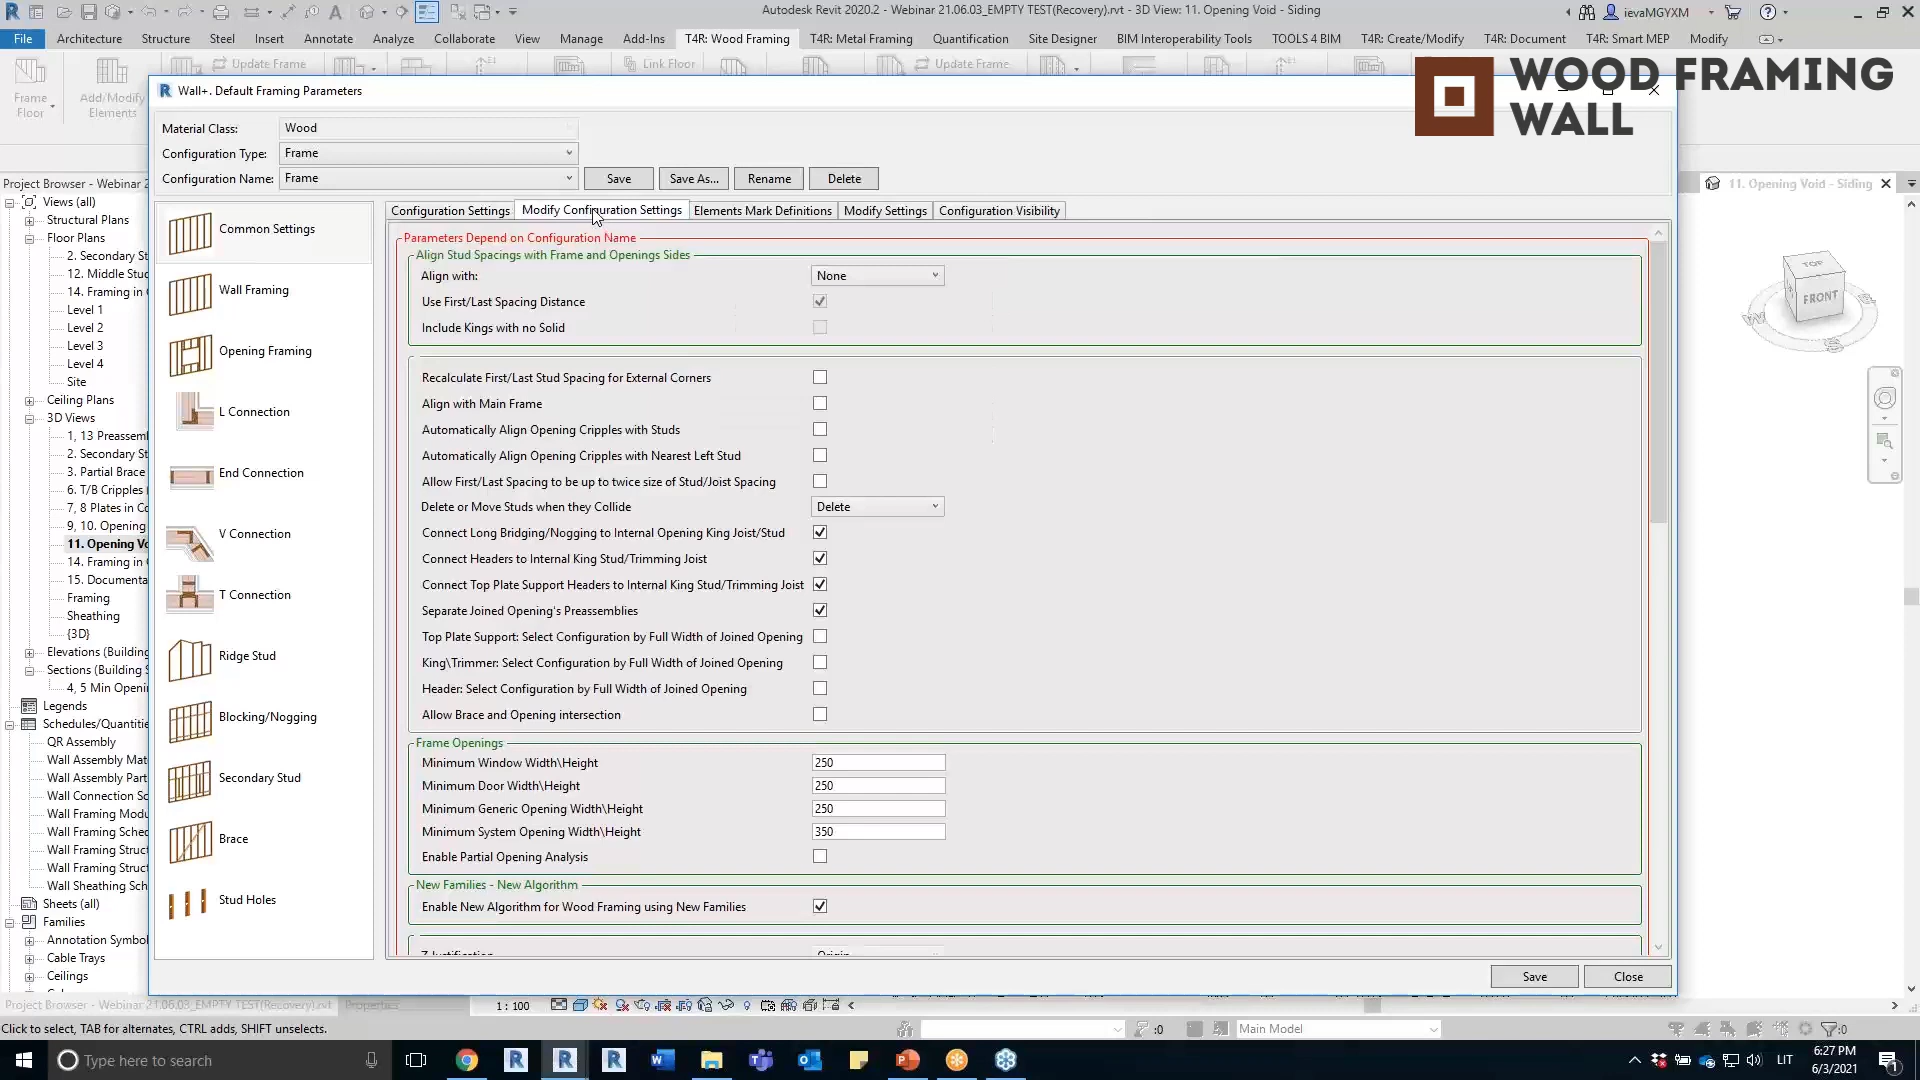 Autodesk Revit 2020.2 - Webinar 21.06.03_EMPTY TEST(Recovery).rvt - 3D View: 11. Opening Void - Siding
ievaMGYXM
File Architecture Structure Steel Insert Annotate Analyze Collaborate View Manage Add-Ins T4R: Wood Framing T4R: Metal Framing Quantification Site Designer BIM Interoperability Tools TOOLS 4 BIM T4R: Create/Modify T4R: Document T4R: Smart MEP Modify
Update Frame Link Floor Update Frame
Frame Floor
Add/Modify Elements
WOOD FRAMING
WALL
Wall+. Default Framing Parameters
Material Class: Wood
Configuration Type: Frame
Configuration Name: Frame Save Save As... Rename Delete
Project Browser - Webinar 2
Views (all)
Structural Plans
Floor Plans
2. Secondary St
12. Middle Stud
14. Framing in C
Level 1
Level 2
Level 3
Level 4
Site
Ceiling Plans
3D Views
1, 13 Preassem
2. Secondary St
3. Partial Brace
6. T/B Cripples
7, 8 Plates in Co
9, 10. Opening
11. Opening Vo
14. Framing in
15. Documenta
Framing
Sheathing
{3D}
Elevations (Building
Sections (Building S
4, 5 Min Openi
Legends
Schedules/Quantitie
QR Assembly
Wall Assembly Mat
Wall Assembly Part
Wall Connection Sc
Wall Framing Modu
Wall Framing Sched
Wall Framing Struct
Wall Framing Struct
Wall Sheathing Sch
Sheets (all)
Families
Annotation Symbol
Cable Trays
Ceilings
Common Settings
Wall Framing
Opening Framing
L Connection
End Connection
V Connection
T Connection
Ridge Stud
Blocking/Nogging
Secondary Stud
Brace
Stud Holes
Configuration Settings Modify Configuration Settings Elements Mark Definitions Modify Settings Configuration Visibility
Parameters Depend on Configuration Name
Align Stud Spacings with Frame and Openings Sides
Align with: None
Use First/Last Spacing Distance
Include Kings with no Solid
Recalculate First/Last Stud Spacing for External Corners
Align with Main Frame
Automatically Align Opening Cripples with Studs
Automatically Align Opening Cripples with Nearest Left Stud
Allow First/Last Spacing to be up to twice size of Stud/Joist Spacing
Delete or Move Studs when they Collide Delete
Connect Long Bridging/Nogging to Internal Opening King Joist/Stud
Connect Headers to Internal King Stud/Trimming Joist
Connect Top Plate Support Headers to Internal King Stud/Trimming Joist
Separate Joined Opening's Preassemblies
Top Plate Support: Select Configuration by Full Width of Joined Opening
King\Trimmer: Select Configuration by Full Width of Joined Opening
Header: Select Configuration by Full Width of Joined Opening
Allow Brace and Opening intersection
Frame Openings
Minimum Window Width\Height 250
Minimum Door Width\Height 250
Minimum Generic Opening Width\Height 250
Minimum System Opening Width\Height 350
Enable Partial Opening Analysis
New Families - New Algorithm
Enable New Algorithm for Wood Framing using New Families
Z Justification Origin
Save Close
11. Opening Void - Siding
TOP
FRONT
W S E
Project Browser - Webinar 21.06.03_EMPTY TEST(Recovery).rvt Properties
1 : 100
Click to select, TAB for alternates, CTRL adds, SHIFT unselects.
:0 Main Model :0
Type here to search
LIT
6:27 PM
6/3/2021
1